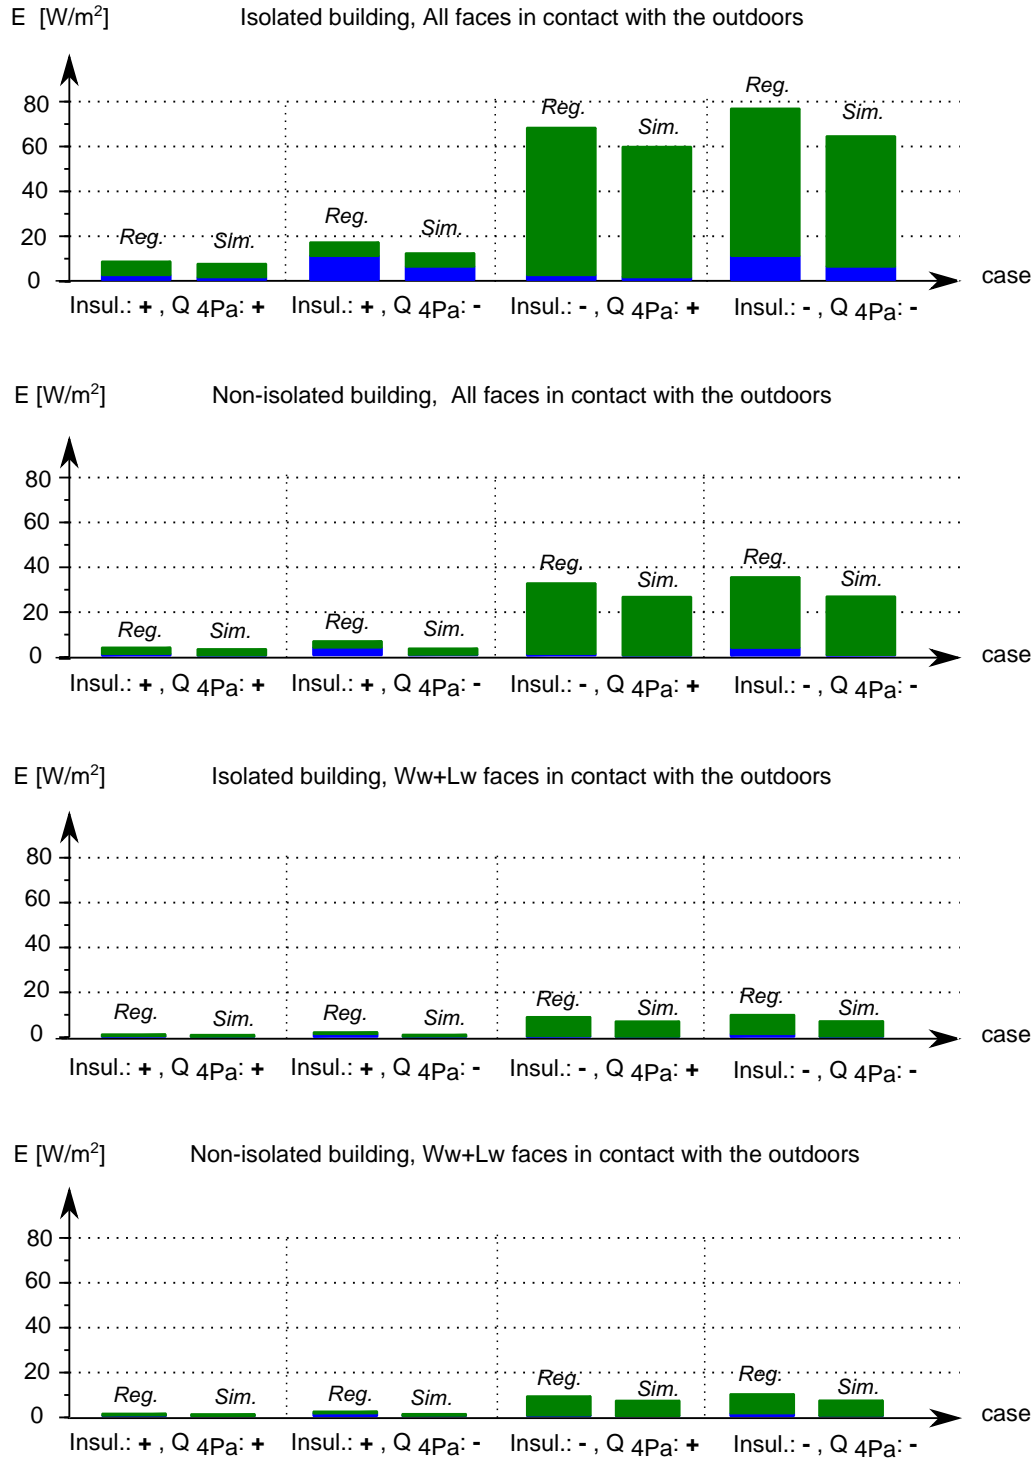 E [W/m2] Isolated building, All faces in contact with the outdoors
80
60
40
20
0
Reg. Sim. Reg. Sim. Reg. Sim. Reg. Sim.
case
Insul.: + , Q 4Pa: + Insul.: + , Q 4Pa: - Insul.: - , Q 4Pa: + Insul.: - , Q 4Pa: -
E [W/m2] Non-isolated building, All faces in contact with the outdoors
80
60
40
20
0
Reg. Sim. Reg. Sim. Reg. Sim. Reg. Sim.
case
Insul.: + , Q 4Pa: + Insul.: + , Q 4Pa: - Insul.: - , Q 4Pa: + Insul.: - , Q 4Pa: -
E [W/m2] Isolated building, Ww+Lw faces in contact with the outdoors
80
60
40
20
0
Reg. Sim. Reg. Sim. Reg. Sim. Reg. Sim.
case
Insul.: + , Q 4Pa: + Insul.: + , Q 4Pa: - Insul.: - , Q 4Pa: + Insul.: - , Q 4Pa: -
E [W/m2] Non-isolated building, Ww+Lw faces in contact with the outdoors
80
60
40
20
0
Reg. Sim. Reg. Sim. Reg. Sim. Reg. Sim.
case
Insul.: + , Q 4Pa: + Insul.: + , Q 4Pa: - Insul.: - , Q 4Pa: + Insul.: - , Q 4Pa: -